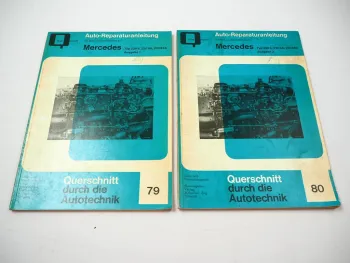 Auto-Reparaturanleitung
Mercedes
Querschnitt
durch die
Autotechnik
79
Auto-Reparaturanleitung
Mercedes
Querschnitt
durch die
Autotechnik
80